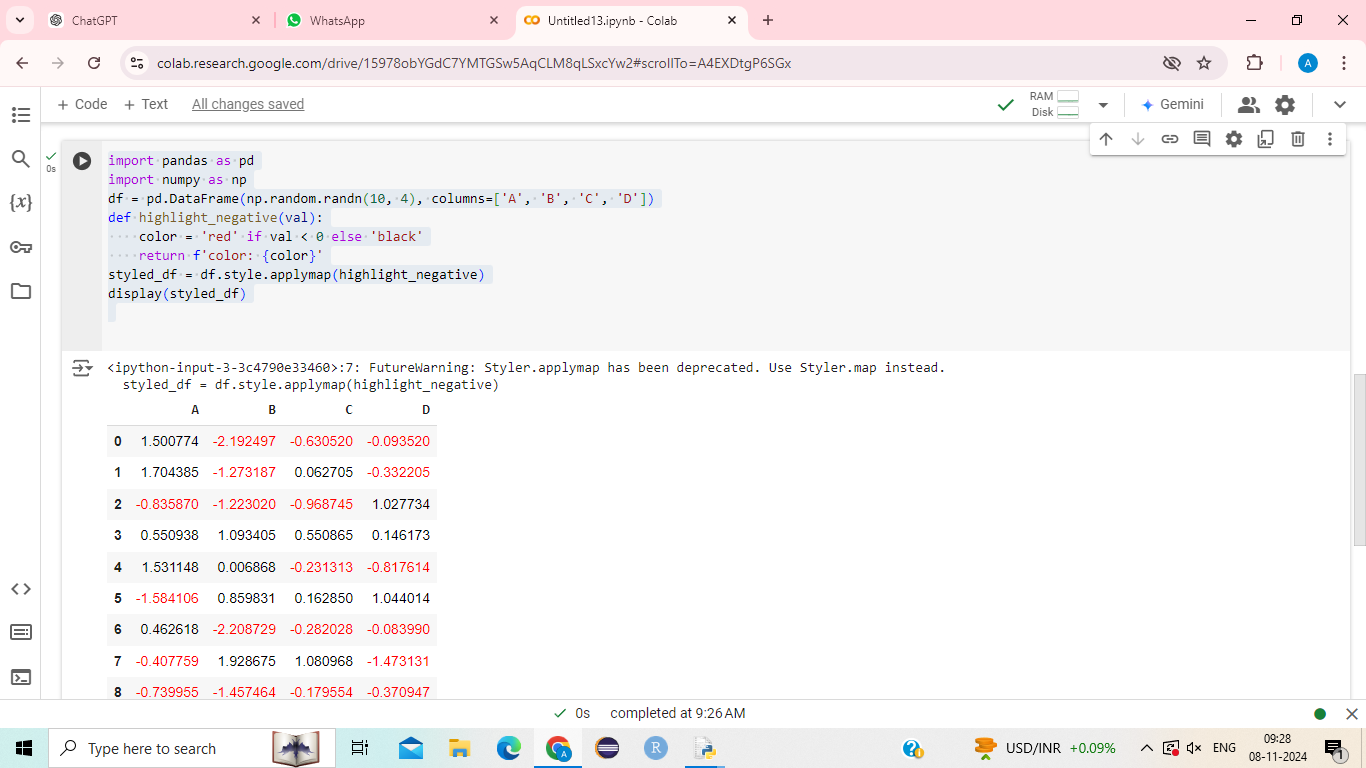 ChatGPT
WhatsApp
Untitled13.ipynb - Colab
colab.research.google.com/drive/15978obYGdC7YMTGSw5AqCLM8qLSxcYw2#scrollTo=A4EXDtgP6SGx
A
+ Code + Text All changes saved
RAM
Disk
Gemini
0s
import pandas as pd
import numpy as np
df = pd.DataFrame(np.random.randn(10, 4), columns=['A', 'B', 'C', 'D'])
def highlight_negative(val):
    color = 'red' if val < 0 else 'black'
    return f'color: {color}'
styled_df = df.style.applymap(highlight_negative)
display(styled_df)
<ipython-input-3-3c4790e33460>:7: FutureWarning: Styler.applymap has been deprecated. Use Styler.map instead.
  styled_df = df.style.applymap(highlight_negative)
A B C D
0 1.500774 -2.192497 -0.630520 -0.093520
1 1.704385 -1.273187 0.062705 -0.332205
2 -0.835870 -1.223020 -0.968745 1.027734
3 0.550938 1.093405 0.550865 0.146173
4 1.531148 0.006868 -0.231313 -0.817614
5 -1.584106 0.859831 0.162850 1.044014
6 0.462618 -2.208729 -0.282028 -0.083990
7 -0.407759 1.928675 1.080968 -1.473131
8 -0.739955 -1.457464 -0.179554 -0.370947
0s completed at 9:26 AM
Type here to search
R
USD/INR +0.09%
ENG
09:28
08-11-2024
1